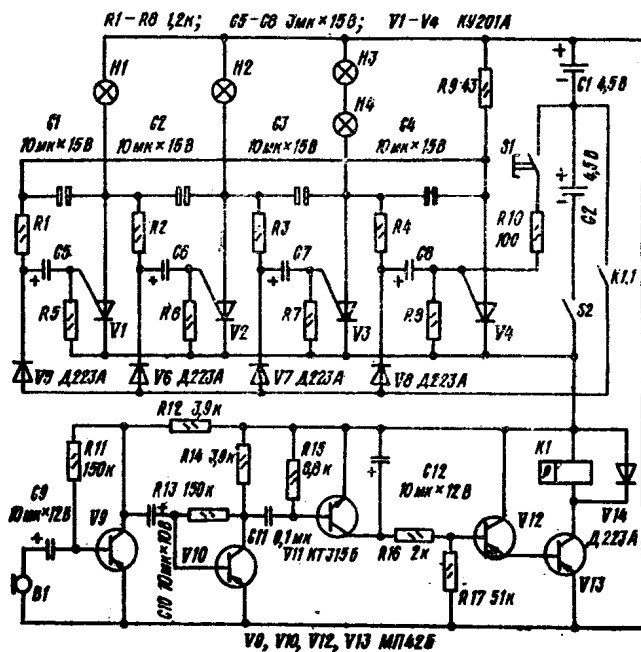 R1–R8 1,2к; C5–C8 3мк×15В; V1–V4 КУ201А
H1
H2
H3
H4
R9 43
G1 4,5В
C1
10мк×15В
C2
10мк×15В
C3
10мк×15В
C4
10мк×15В
S1
4,5В
G2
R1
R2
R3
R4
R10
100
K1.1
C5
C6
C7
C8
S2
R5
R6
R7
R8
V1
V2
V3
V4
V5 Д223А
V6 Д223А
V7 Д223А
V8 Д223А
R12 3,9к
R11
150к
R14 3,9к
R15
6,8к
K1
P
C9
10мк×12В
R13 150к
C12
10мк×12В
V9
V10
C11
0,1мк
V11 КТ315Б
R16 2к
V12
V14
Д223А
B1
C10 10мк×10В
R17 51к
V13
V9, V10, V12, V13 МП42Б